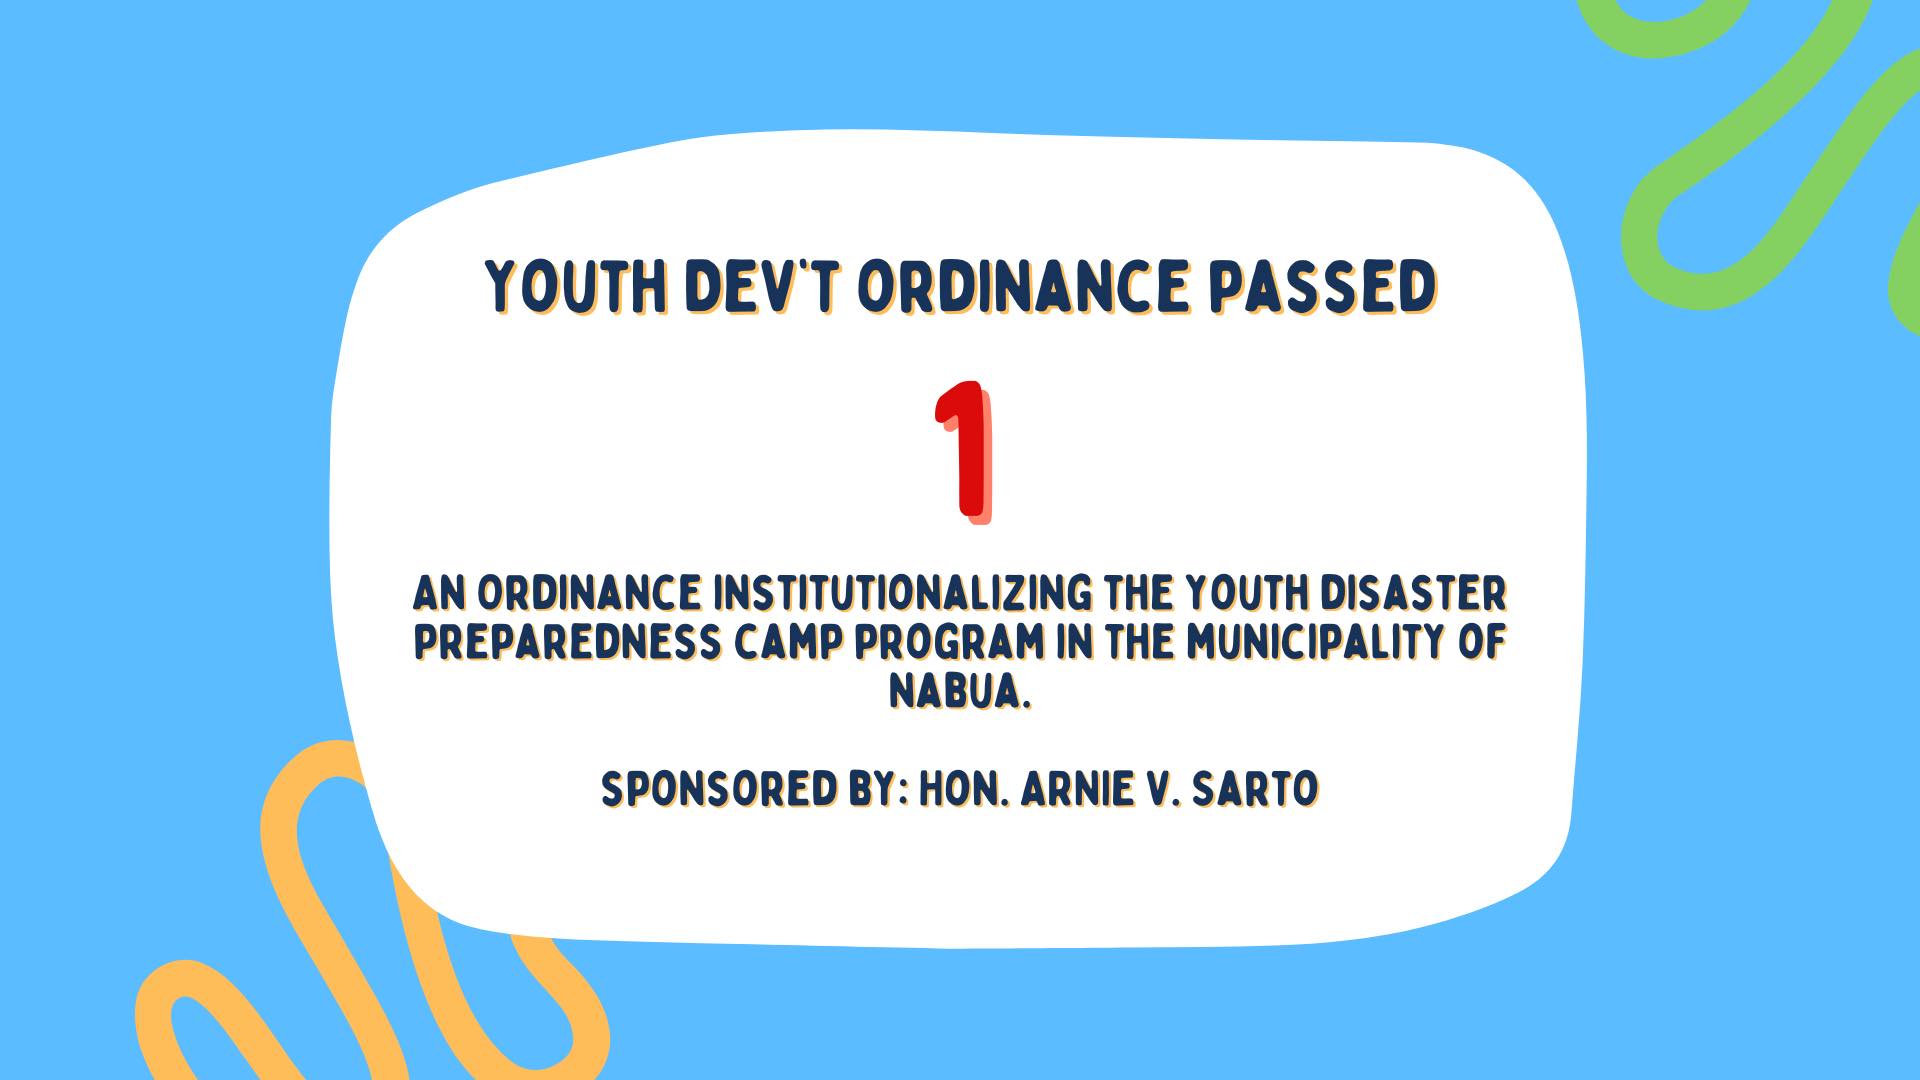 YOUTH DEV'T ORDINANCE PASSED
1
AN ORDINANCE INSTITUTIONALIZING THE YOUTH DISASTER
PREPAREDNESS CAMP PROGRAM IN THE MUNICIPALITY OF
NABUA.
SPONSORED BY: HON. ARNIE V. SARTO